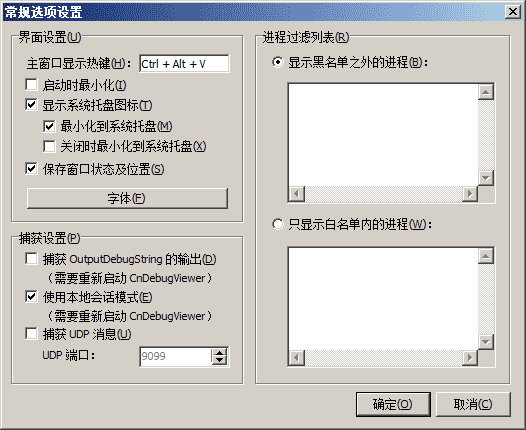 常规选项设置
界面设置(U)
主窗口显示热键(H): Ctrl + Alt + V
启动时最小化(I)
显示系统托盘图标(T)
最小化到系统托盘(M)
关闭时最小化到系统托盘(X)
保存窗口状态及位置(S)
字体(F)
捕获设置(P)
捕获 OutputDebugString 的输出(D)
(需要重新启动 CnDebugViewer)
使用本地会话模式(E)
(需要重新启动 CnDebugViewer)
捕获 UDP 消息(U)
UDP 端口: 9099
进程过滤列表(R)
显示黑名单之外的进程(B):
只显示白名单内的进程(W):
确定(O)
取消(C)